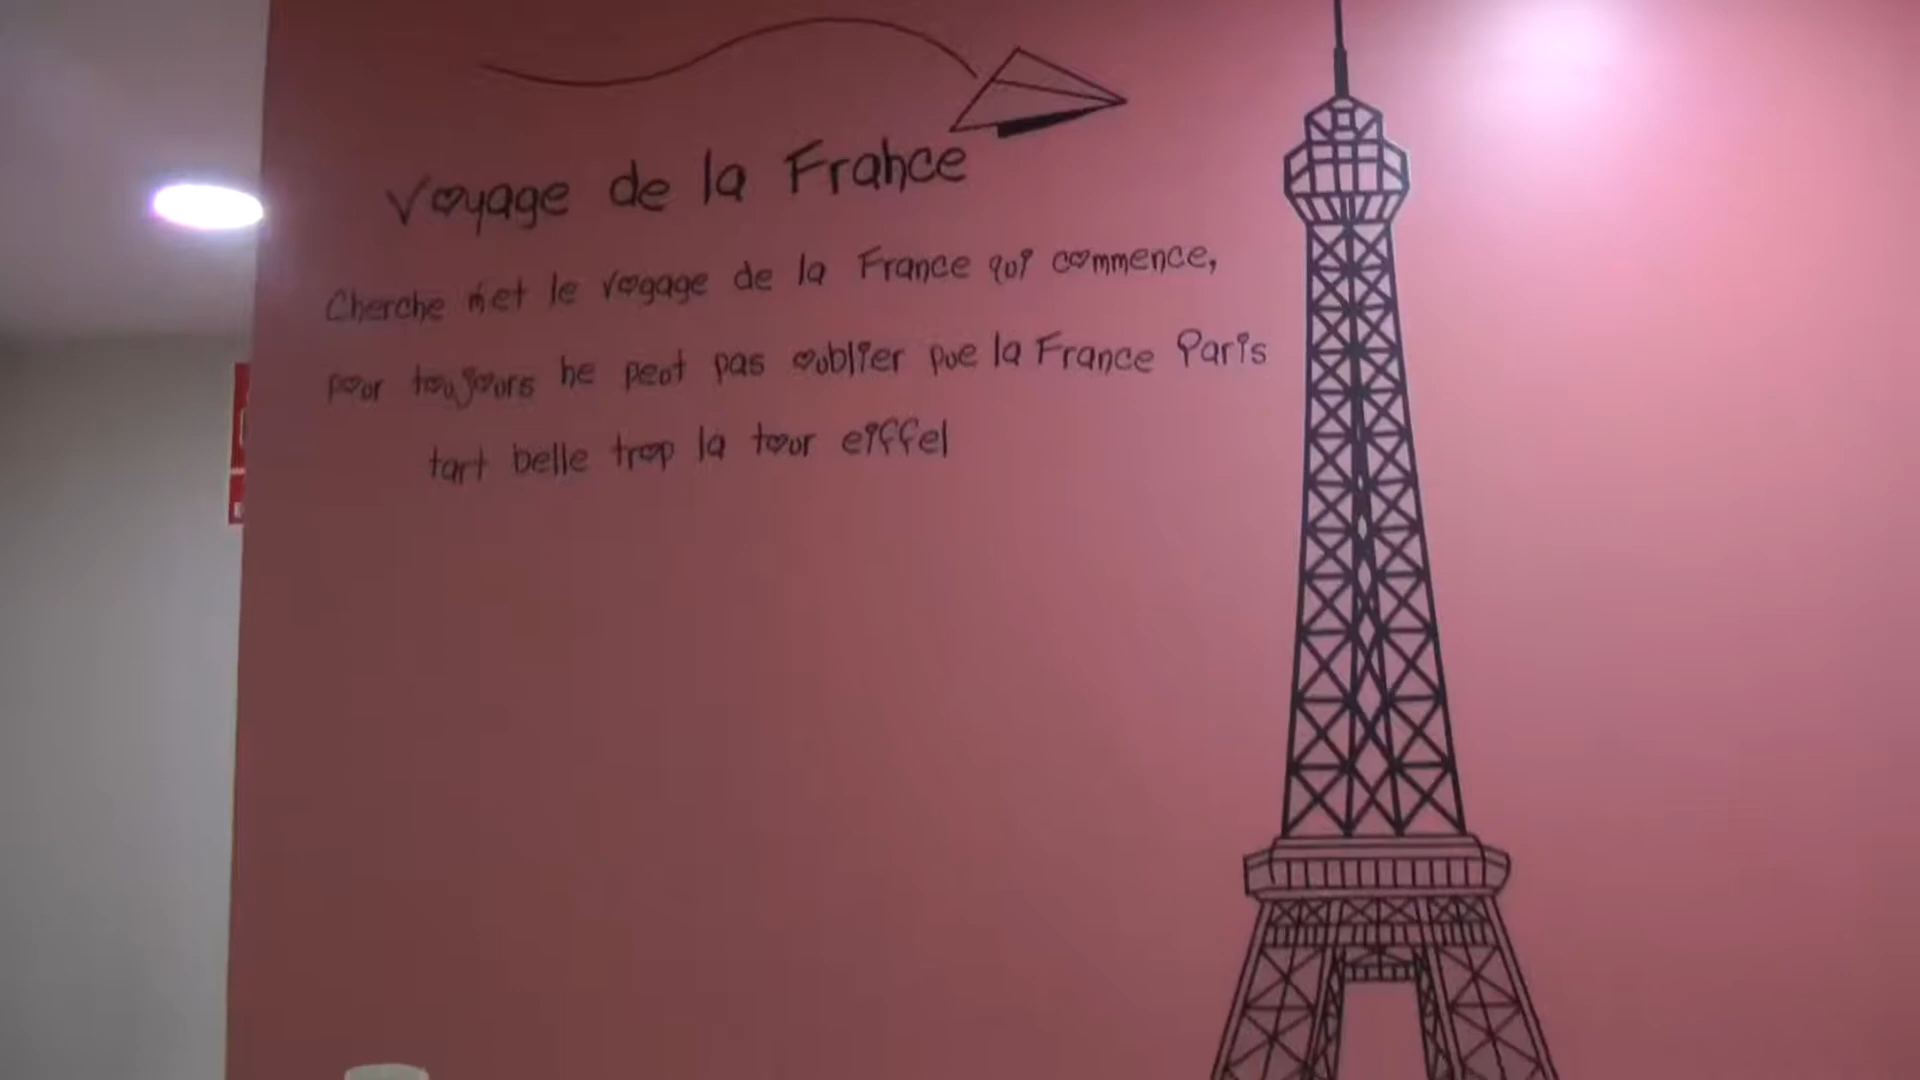 Voyage de la France
Cherche met le voyage de la France qui commence,
pour toujours he peut pas oublier pue la France Paris
tart belle trop la tour eiffel